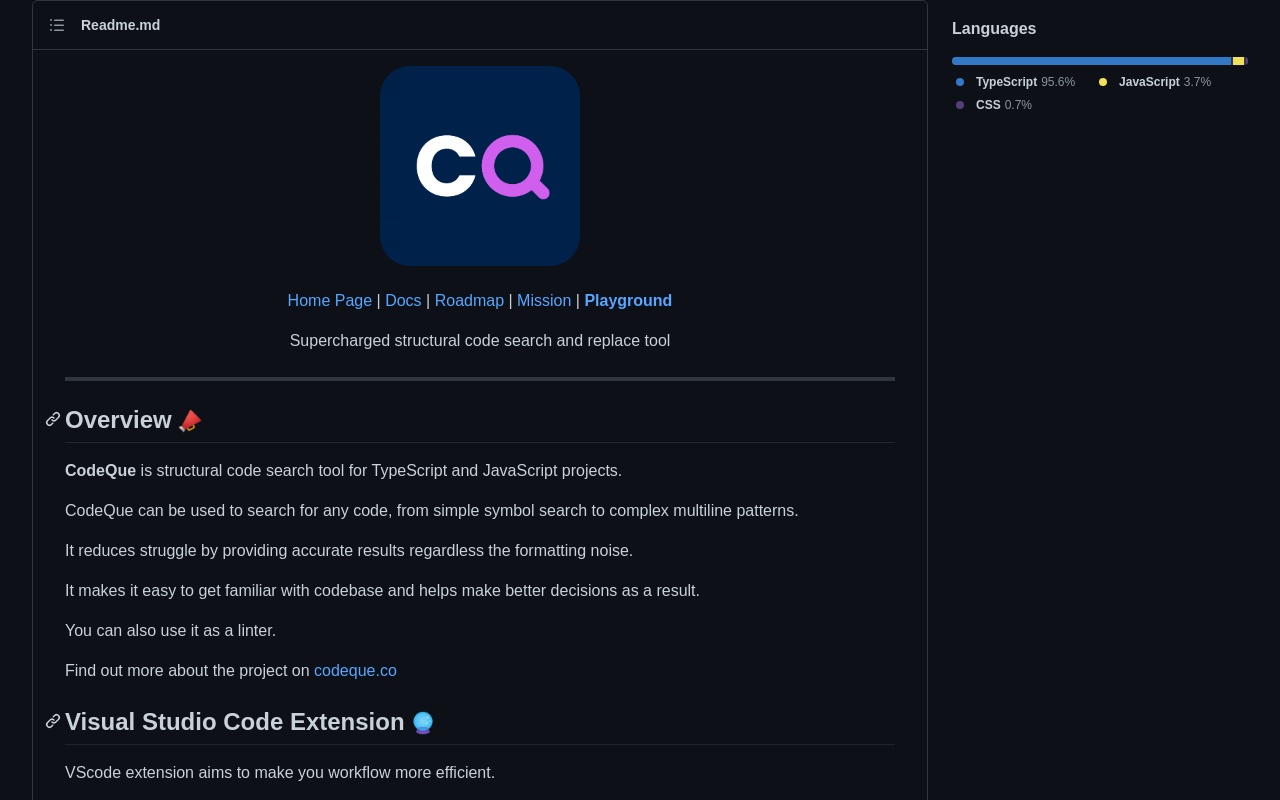 Readme.md
CQ
Home Page | Docs | Roadmap | Mission | Playground
Supercharged structural code search and replace tool
Overview
CodeQue is structural code search tool for TypeScript and JavaScript projects.
CodeQue can be used to search for any code, from simple symbol search to complex multiline patterns.
It reduces struggle by providing accurate results regardless the formatting noise.
It makes it easy to get familiar with codebase and helps make better decisions as a result.
You can also use it as a linter.
Find out more about the project on codeque.co
Visual Studio Code Extension
VScode extension aims to make you workflow more efficient.
Languages
TypeScript 95.6% JavaScript 3.7%
CSS 0.7%